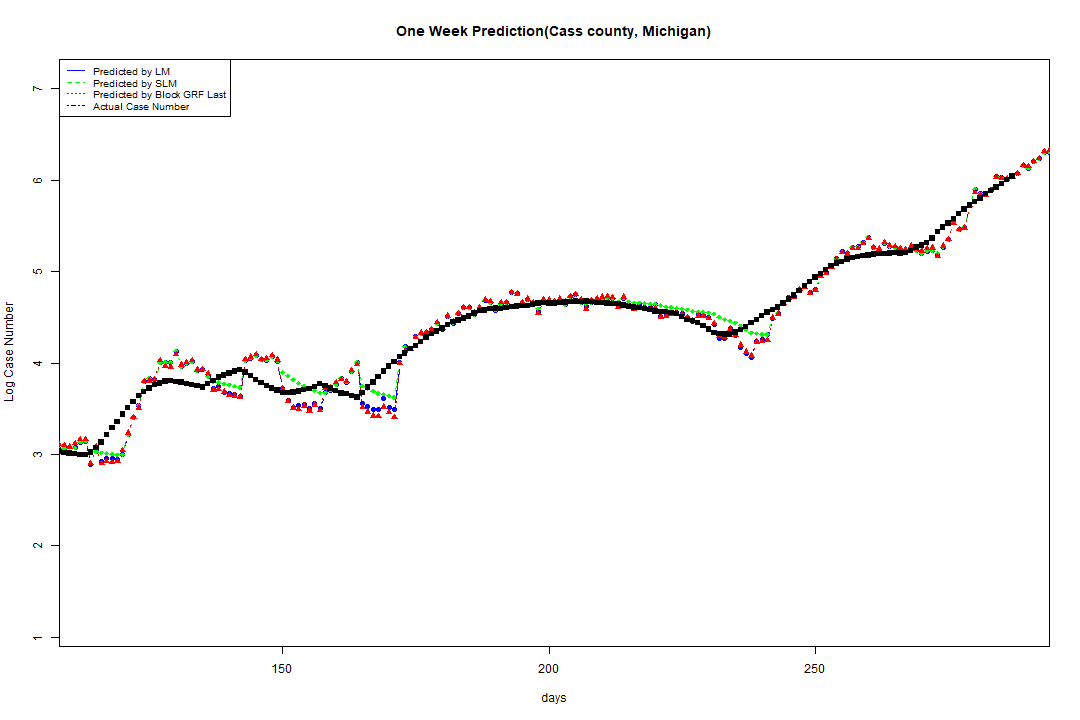 One Week Prediction(Cass county, Michigan)
Predicted by LM
Predicted by SLM
Predicted by Block GRF Last
Actual Case Number
7
6
5
4
3
2
1
Log Case Number
150 200 250
days